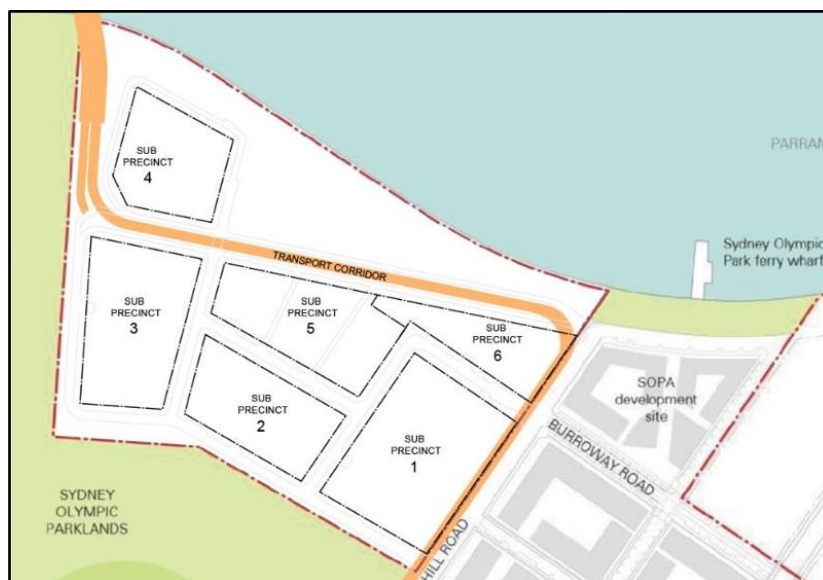 PARRAM
SUB
PRECINCT
4
Sydney Olympic
Park ferry wharf
TRANSPORT CORRIDOR
SUB
PRECINCT
3
SUB
PRECINCT
5
SUB
PRECINCT
6
SUB
PRECINCT
2
SOPA
development
site
SUB
PRECINCT
1
BURROWAY ROAD
SYDNEY
OLYMPIC
PARKLANDS
HILL ROAD